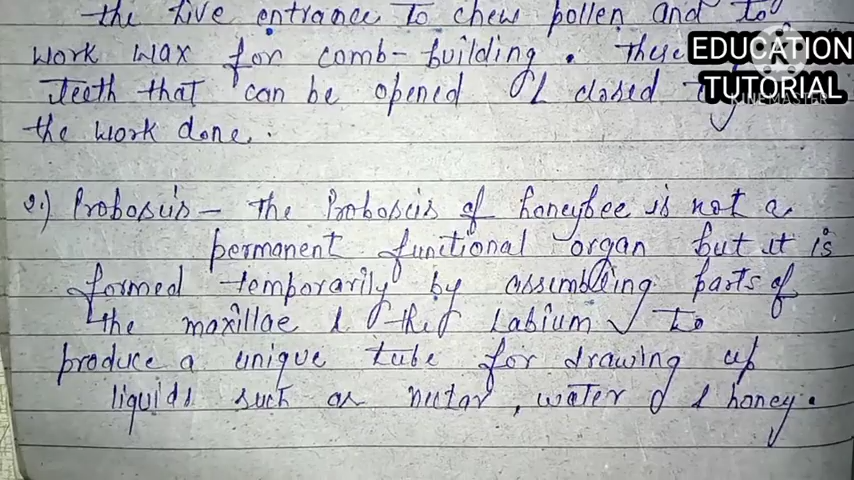 the hive entrance to chew pollen and to
work wax for comb-building. These
EDUCATION
TUTORIAL
KINEMASTER
teeth that can be opened & closed
the work done.
2.) Proboscis - The Proboscis of honeybee is not a
permanent functional organ but it is
formed temporarily by assembling parts of
the maxillae & the Labium to
produce a unique tube for drawing up
liquids such as nectar, water & honey.